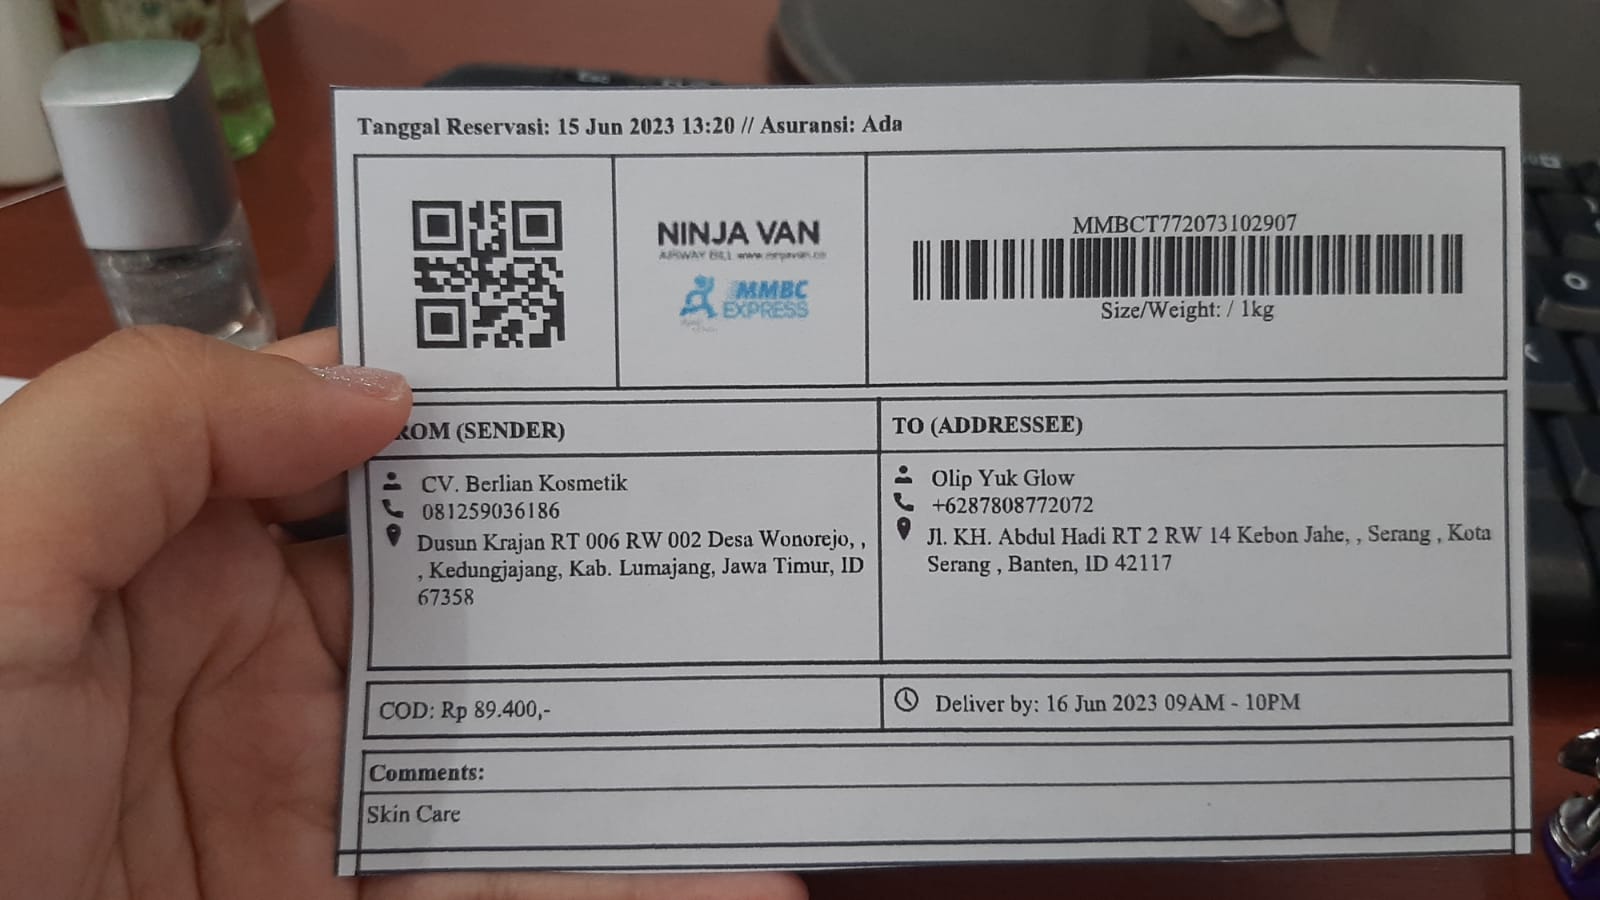 Tanggal Reservasi: 15 Jun 2023 13:20 // Asuransi: Ada
NINJA VAN
AIRWAY BILL
MMBC
EXPRESS
MMBCT772073102907
Size/Weight: / 1kg
ROM (SENDER)
CV. Berlian Kosmetik
081259036186
Dusun Krajan RT 006 RW 002 Desa Wonorejo, ,
, Kedungjajang, Kab. Lumajang, Jawa Timur, ID
67358
TO (ADDRESSEE)
Olip Yuk Glow
+6287808772072
Jl. KH. Abdul Hadi RT 2 RW 14 Kebon Jahe, , Serang , Kota
Serang , Banten, ID 42117
COD: Rp 89.400,-
Deliver by: 16 Jun 2023 09AM - 10PM
Comments:
Skin Care